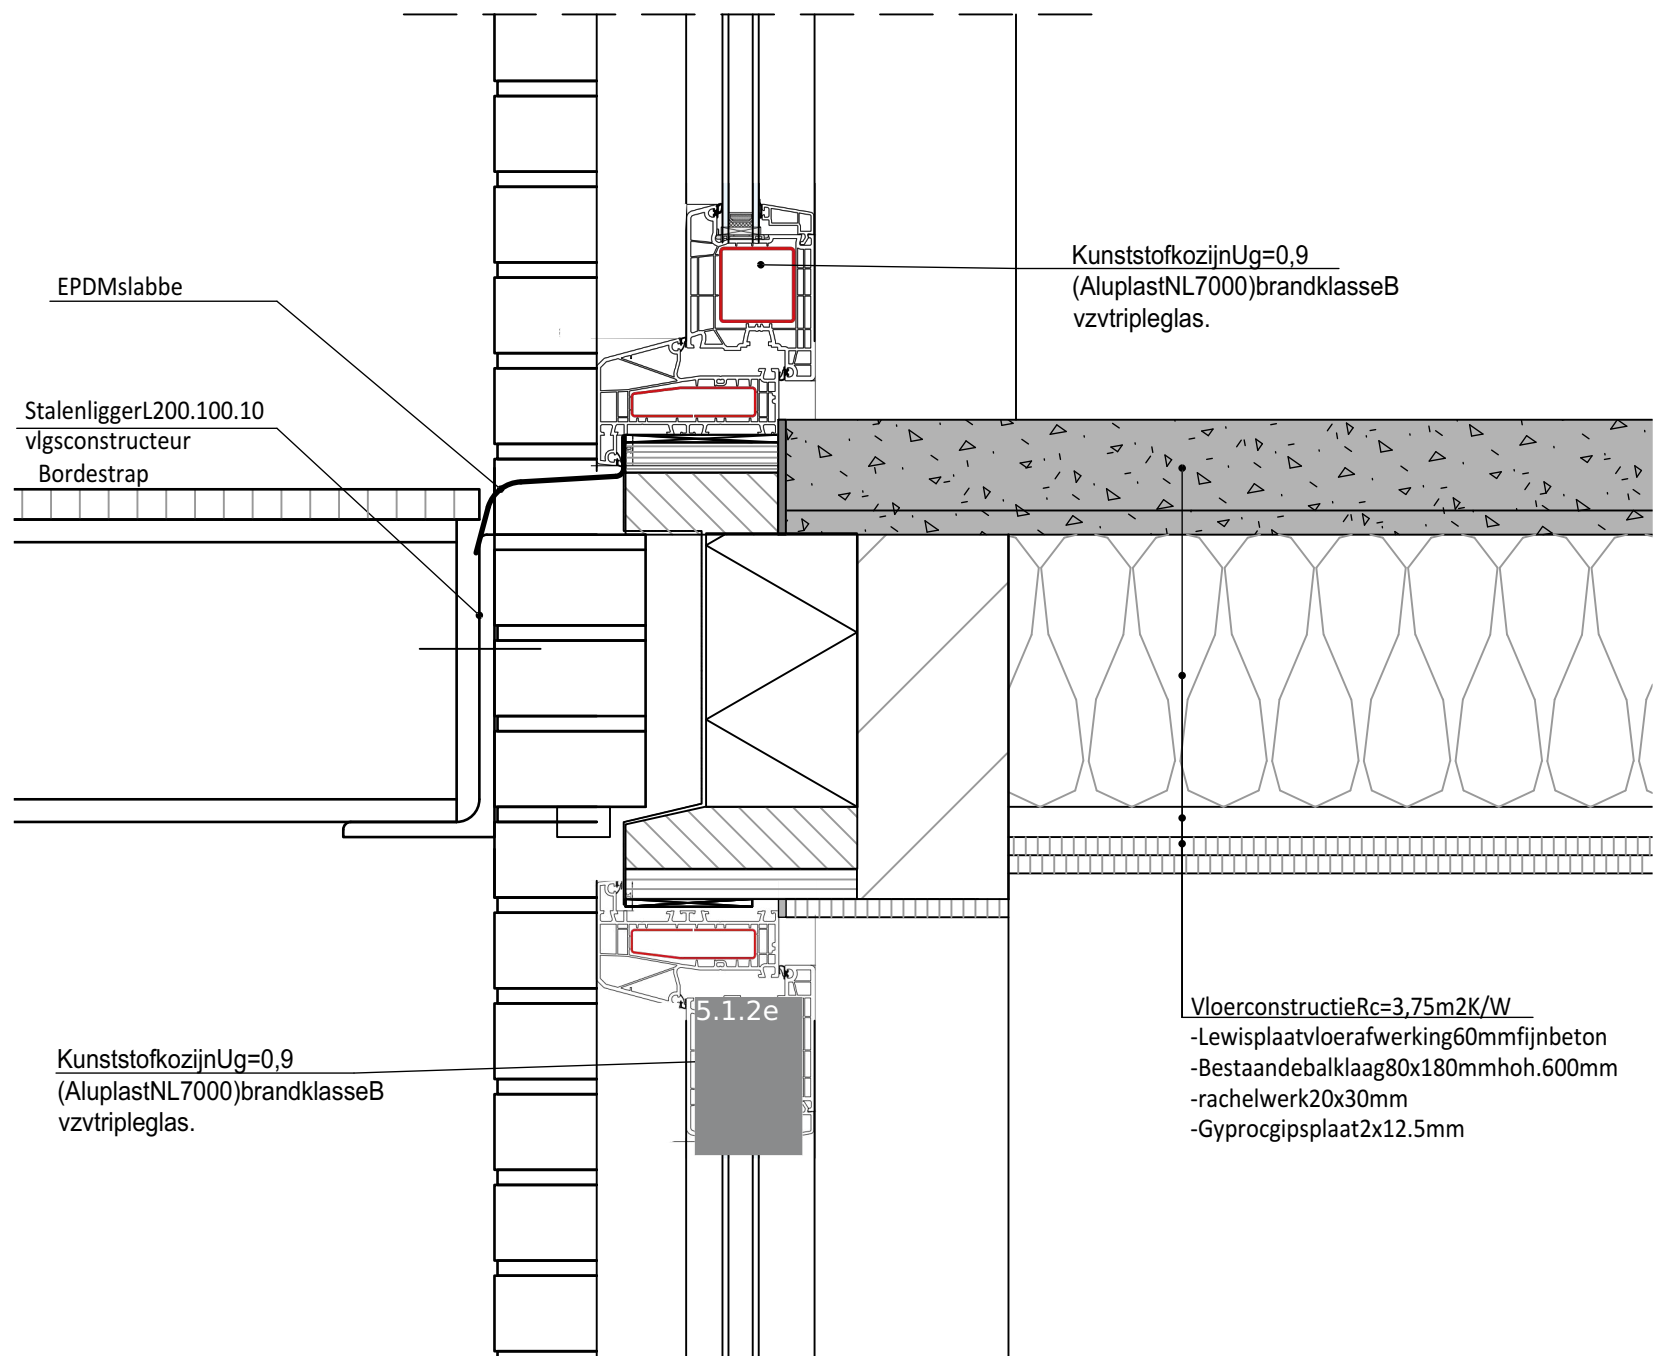 KunststofkozijnUg=0,9
(AluplastNL7000)brandklasseB
vzvtripleglas.
EPDMslabbe
StalenliggerL200.100.10
vlgsconstructeur
Bordestrap
5.1.2e
VloerconstructieRc=3,75m2K/W
-Lewisplaatvloerafwerking60mmfijnbeton
-Bestaandebalklaag80x180mmhoh.600mm
-rachelwerk20x30mm
-Gyprocgipsplaat2x12.5mm
KunststofkozijnUg=0,9
(AluplastNL7000)brandklasseB
vzvtripleglas.